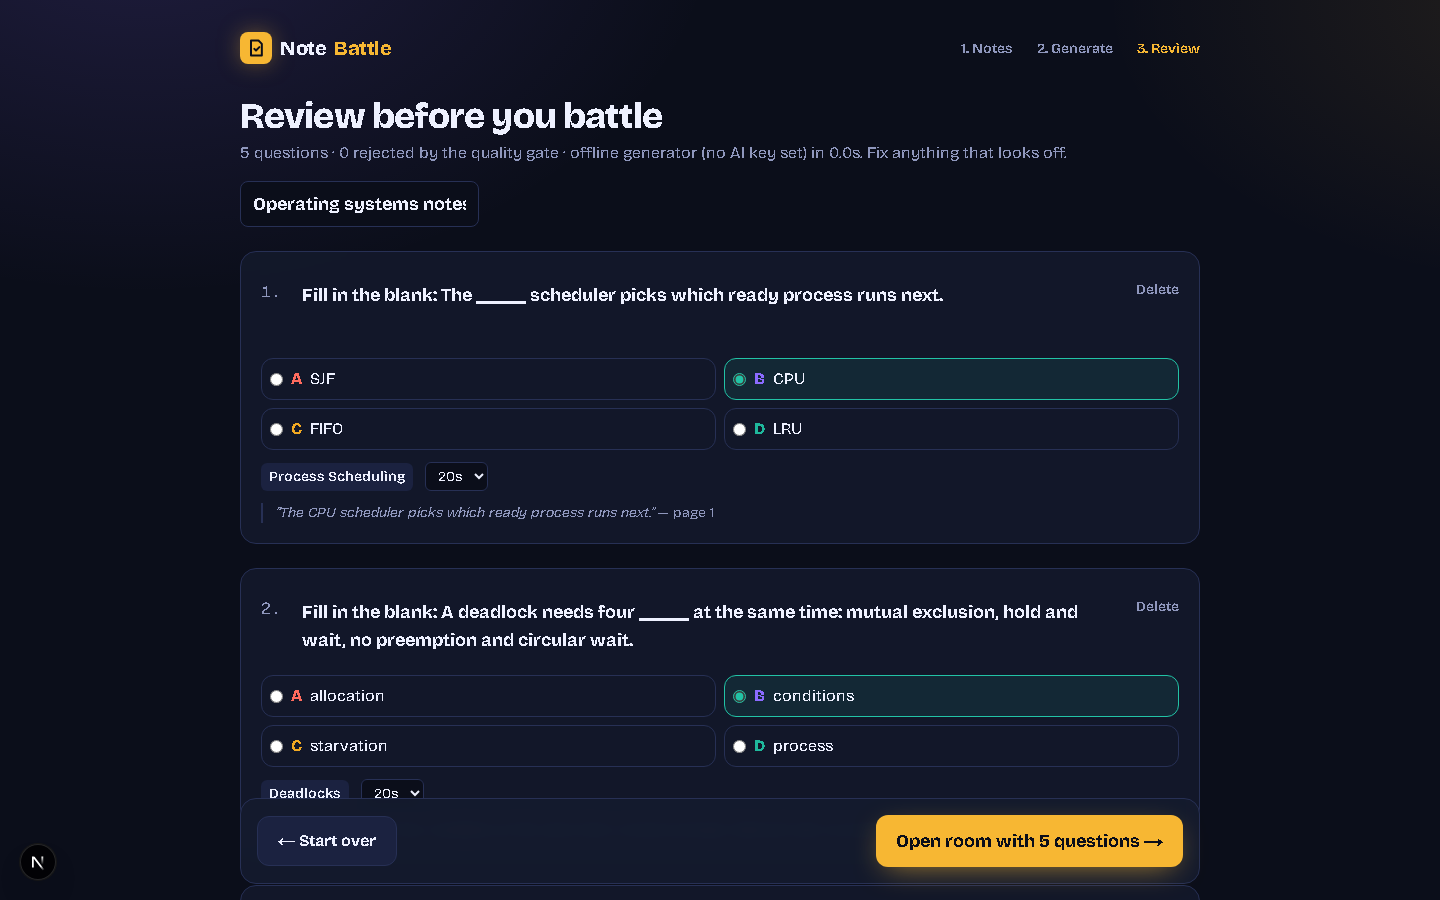 Note Battle
1. Notes 2. Generate 3. Review
Review before you battle
5 questions · 0 rejected by the quality gate · offline generator (no AI key set) in 0.0s. Fix anything that looks off.
Operating systems notes
1. Fill in the blank: The _____ scheduler picks which ready process runs next. Delete
A SJF
B CPU
C FIFO
D LRU
Process Scheduling 20s
"The CPU scheduler picks which ready process runs next." — page 1
2. Fill in the blank: A deadlock needs four _____ at the same time: mutual exclusion, hold and Delete
wait, no preemption and circular wait.
A allocation
B conditions
C starvation
D process
Deadlocks 20s
← Start over
Open room with 5 questions →
N